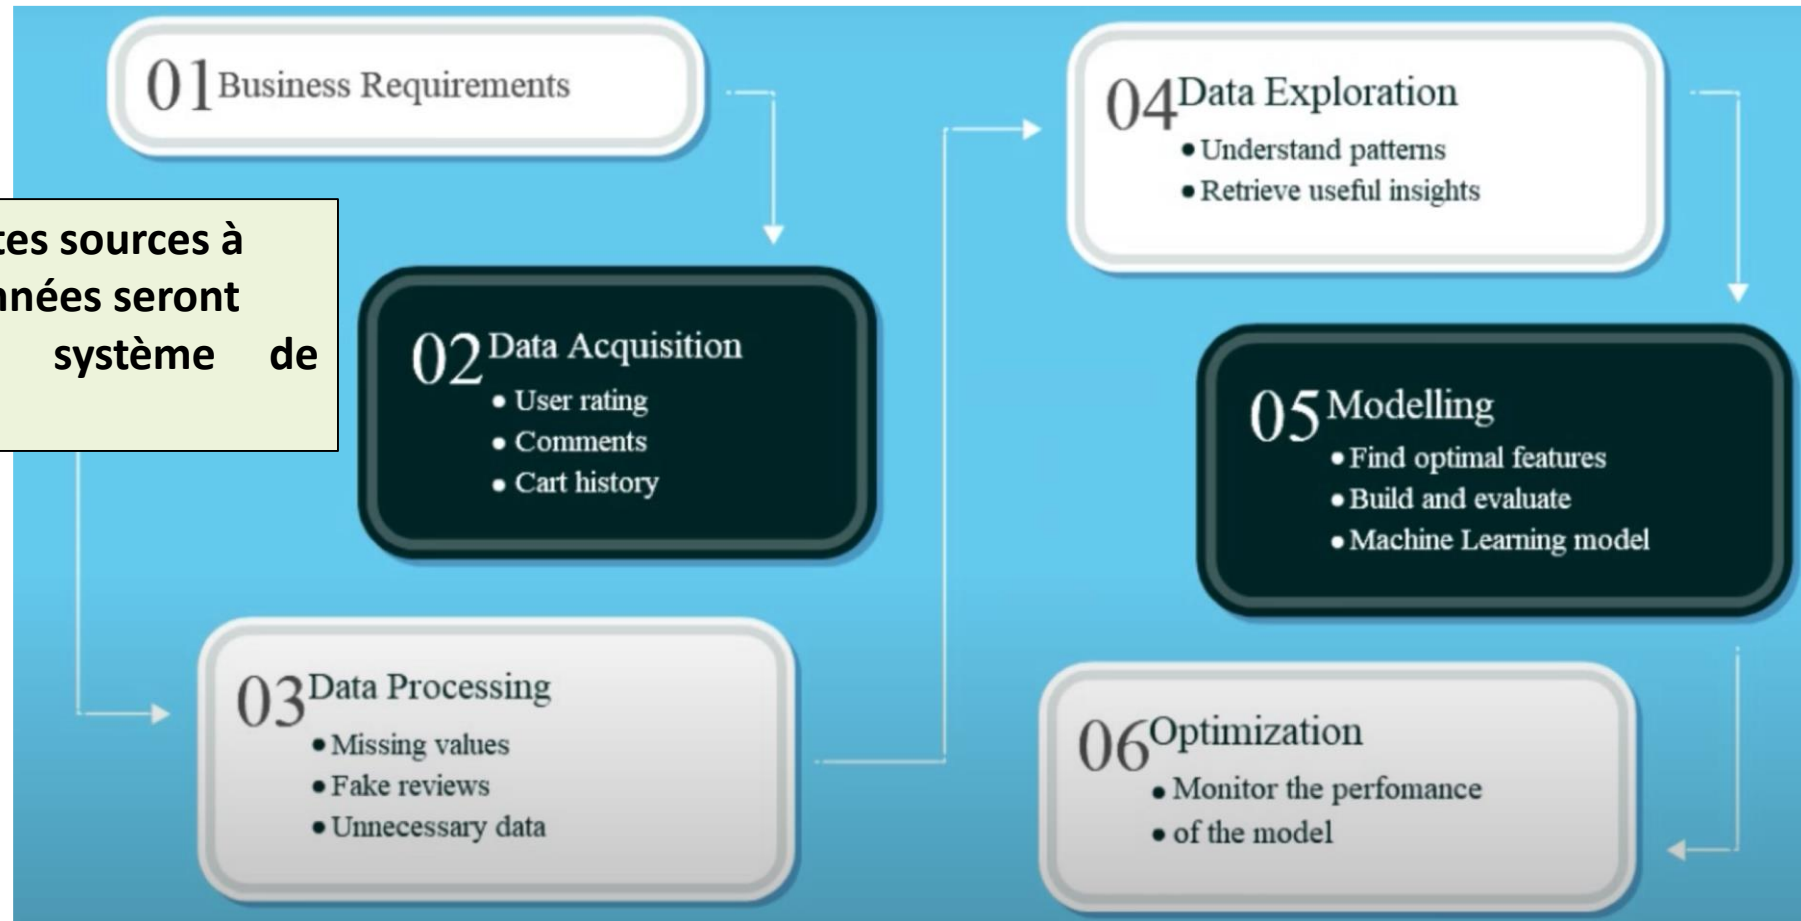 01 Business Requirements
tes sources à
nnées seront
système de
02 Data Acquisition
• User rating
• Comments
• Cart history
03 Data Processing
• Missing values
• Fake reviews
• Unnecessary data
04 Data Exploration
• Understand patterns
• Retrieve useful insights
05 Modelling
• Find optimal features
• Build and evaluate
• Machine Learning model
06 Optimization
• Monitor the perfomance
• of the model